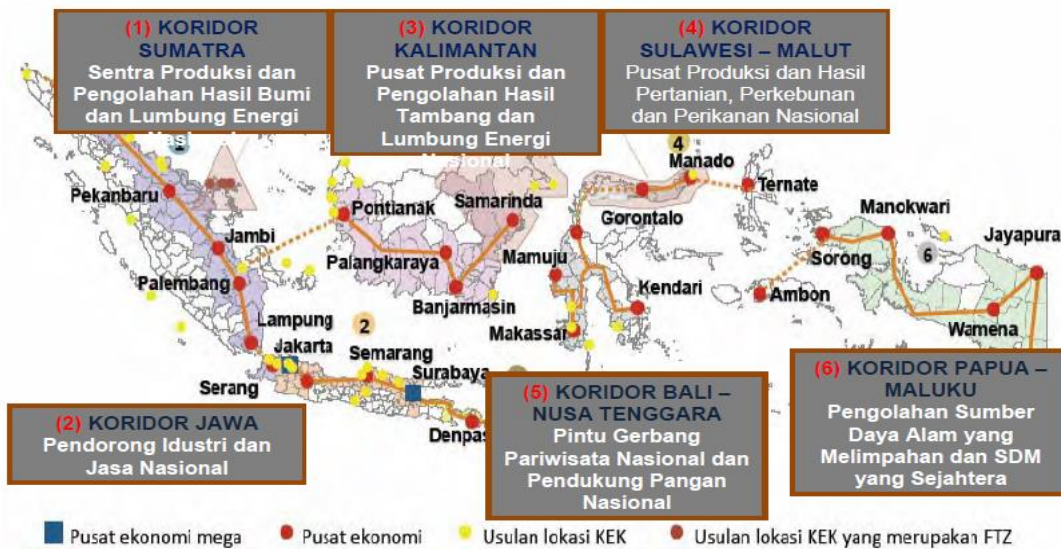 (1) KORIDOR
SUMATRA
Sentra Produksi dan
Pengolahan Hasil Bumi
dan Lumbung Energi
(3) KORIDOR
KALIMANTAN
Pusat Produksi dan
Pengolahan Hasil
Tambang dan
Lumbung Energi
Nasional
(4) KORIDOR
SULAWESI – MALUT
Pusat Produksi dan Hasil
Pertanian, Perkebunan
dan Perikanan Nasional
4
Manado
Ternate
Pekanbaru
Pontianak
Samarinda
Gorontalo
Manokwari
Jambi
Jayapura
6
Palangkaraya
Mamuju
Sorong
Palembang
Kendari
Banjarmasin
Ambon
Lampung
2
Makassar
Wamena
Jakarta
Semarang
Serang
Surabaya
Denpas
(2) KORIDOR JAWA
Pendorong Idustri dan
Jasa Nasional
(5) KORIDOR BALI –
NUSA TENGGARA
Pintu Gerbang
Pariwisata Nasional dan
Pendukung Pangan
Nasional
(6) KORIDOR PAPUA –
MALUKU
Pengolahan Sumber
Daya Alam yang
Melimpahan dan SDM
yang Sejahtera
Pusat ekonomi mega
Pusat ekonomi
Usulan lokasi KEK
Usulan lokasi KEK yang merupakan FTZ